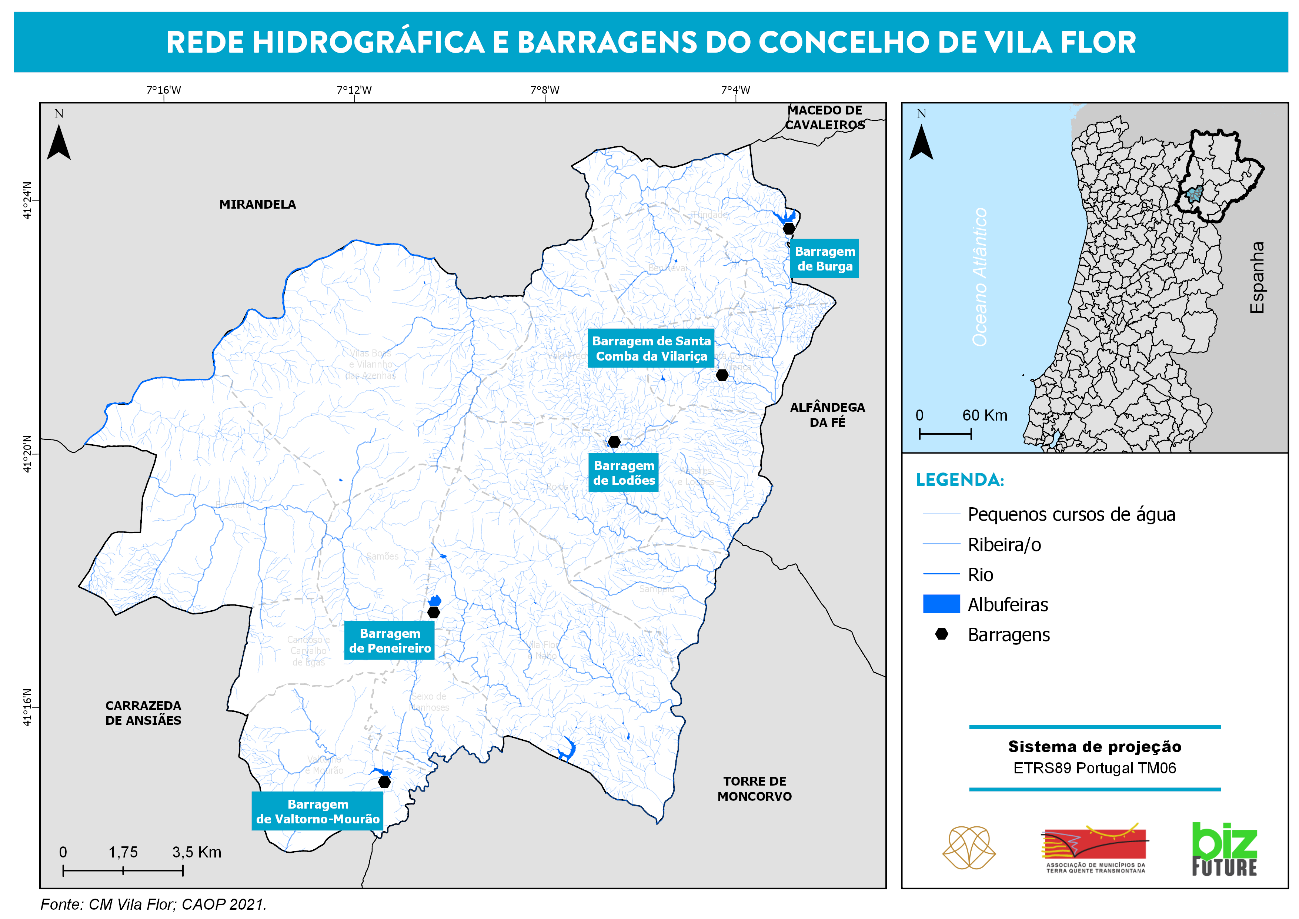 REDE HIDROGRÁFICA E BARRAGENS DO CONCELHO DE VILA FLOR
7°16'W
7°12'W
7°8'W
7°4'W
41°24'N
41°20'N
41°16'N
N
MACEDO DE
CAVALEIROS
MIRANDELA
Barragem
de Burga
Barragem de Santa
Comba da Vilariça
ALFÂNDEGA
DA FÉ
Barragem
de Lodões
Barragem
de Peneireiro
CARRAZEDA
DE ANSIÃES
TORRE DE
MONCORVO
Barragem
de Valtorno-Mourão
0 1,75 3,5 Km
Fonte: CM Vila Flor; CAOP 2021.
N
Oceano Atlântico
Espanha
0 60 Km
LEGENDA:
Pequenos cursos de água
Ribeira/o
Rio
Albufeiras
Barragens
Sistema de projeção
ETRS89 Portugal TM06
ASSOCIAÇÃO DE MUNICÍPIOS DA
TERRA QUENTE TRANSMONTANA
biz
FUTURE